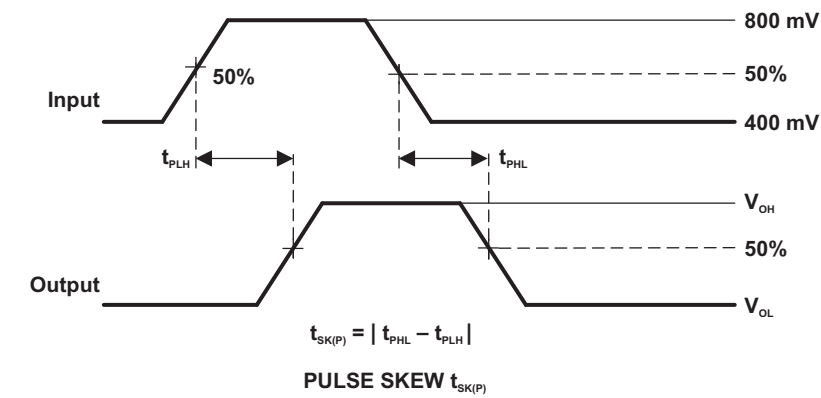 800 mV
50%
50%
Input
400 mV
tPLH
tPHL
VOH
50%
Output
VOL
tSK(P) = | tPHL – tPLH |
PULSE SKEW tSK(P)